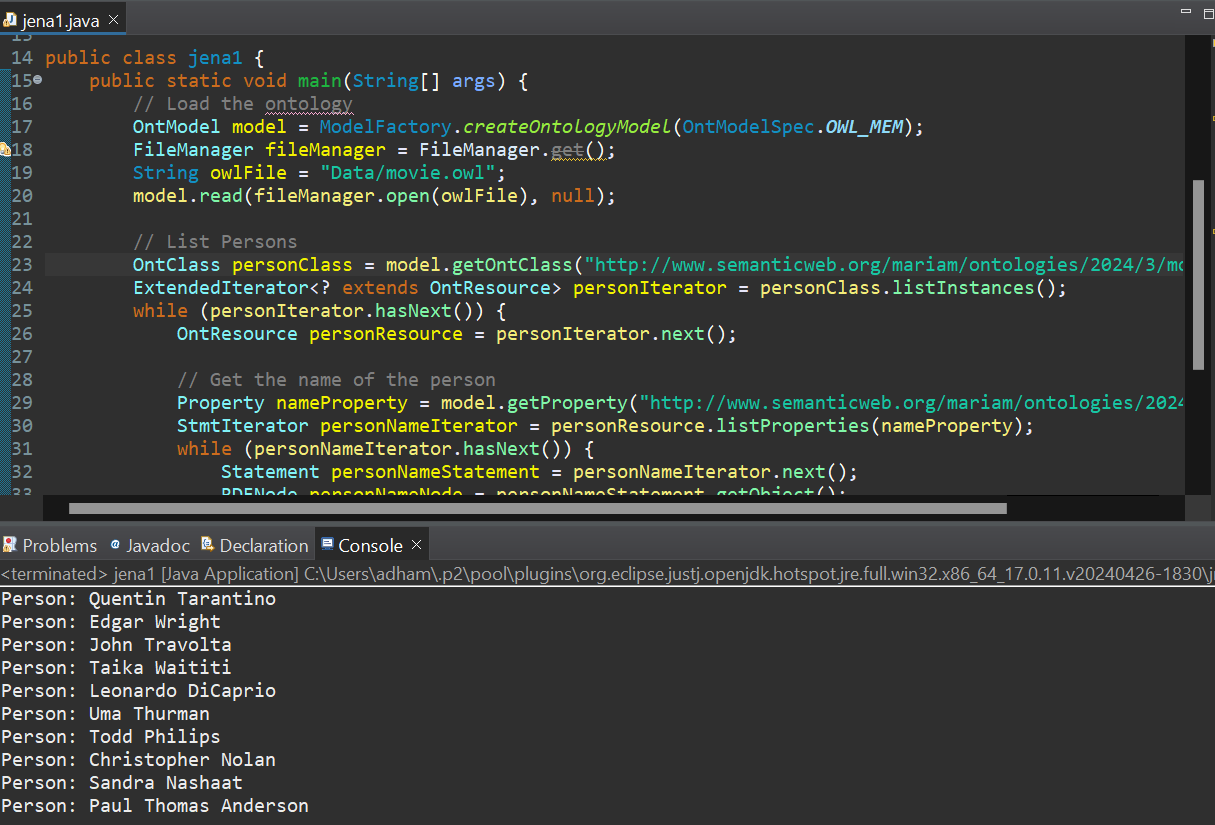 jena1.java
14 public class jena1 {
15 public static void main(String[] args) {
16 // Load the ontology
17 OntModel model = ModelFactory.createOntologyModel(OntModelSpec.OWL_MEM);
18 FileManager fileManager = FileManager.get();
19 String owlFile = "Data/movie.owl";
20 model.read(fileManager.open(owlFile), null);
21
22 // List Persons
23 OntClass personClass = model.getOntClass("http://www.semanticweb.org/mariam/ontologies/2024/3/mo
24 ExtendedIterator<? extends OntResource> personIterator = personClass.listInstances();
25 while (personIterator.hasNext()) {
26 OntResource personResource = personIterator.next();
27
28 // Get the name of the person
29 Property nameProperty = model.getProperty("http://www.semanticweb.org/mariam/ontologies/2024
30 StmtIterator personNameIterator = personResource.listProperties(nameProperty);
31 while (personNameIterator.hasNext()) {
32 Statement personNameStatement = personNameIterator.next();
33 RDFNode personNameNode = personNameStatement.getObject();
Problems Javadoc Declaration Console
<terminated> jena1 [Java Application] C:\Users\adham\.p2\pool\plugins\org.eclipse.justj.openjdk.hotspot.jre.full.win32.x86_64_17.0.11.v20240426-1830\j
Person: Quentin Tarantino
Person: Edgar Wright
Person: John Travolta
Person: Taika Waititi
Person: Leonardo DiCaprio
Person: Uma Thurman
Person: Todd Philips
Person: Christopher Nolan
Person: Sandra Nashaat
Person: Paul Thomas Anderson